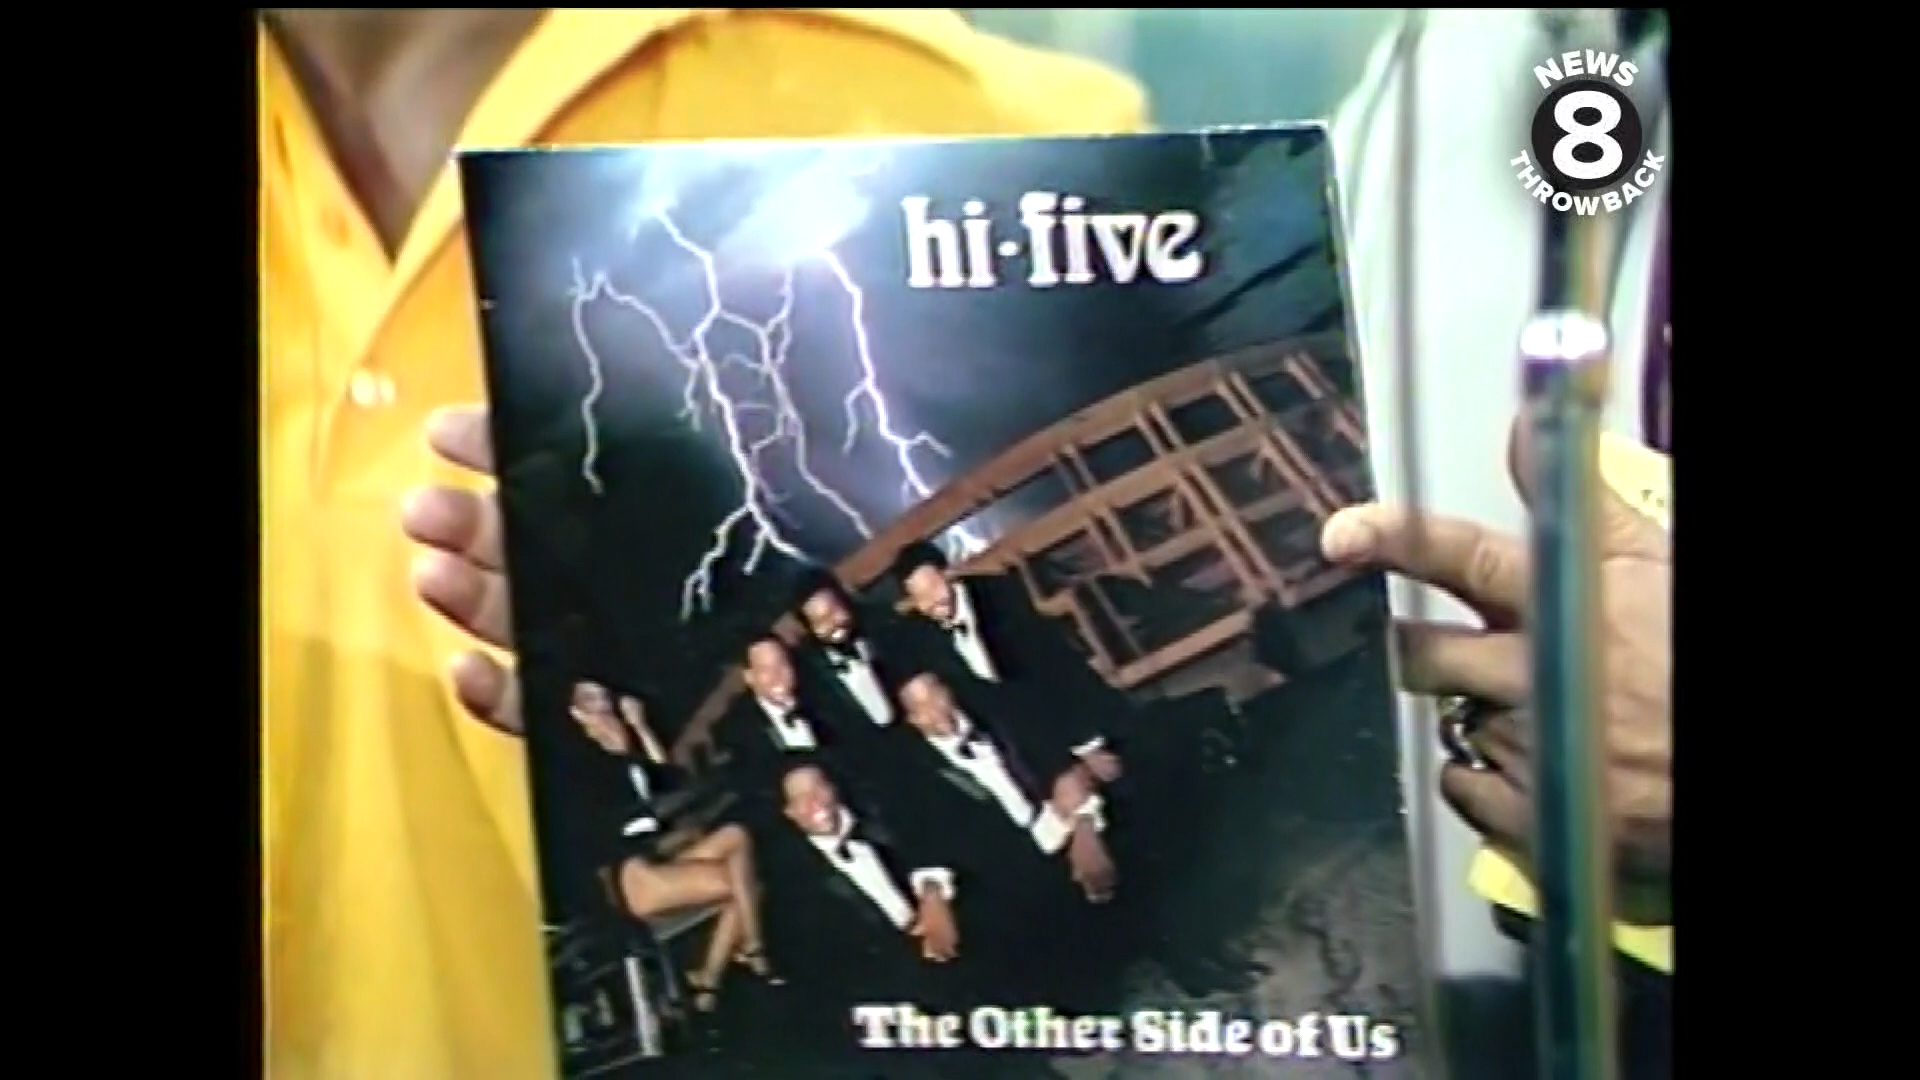 NEWS
8
THROWBACK
hi-five
The Other Side of Us